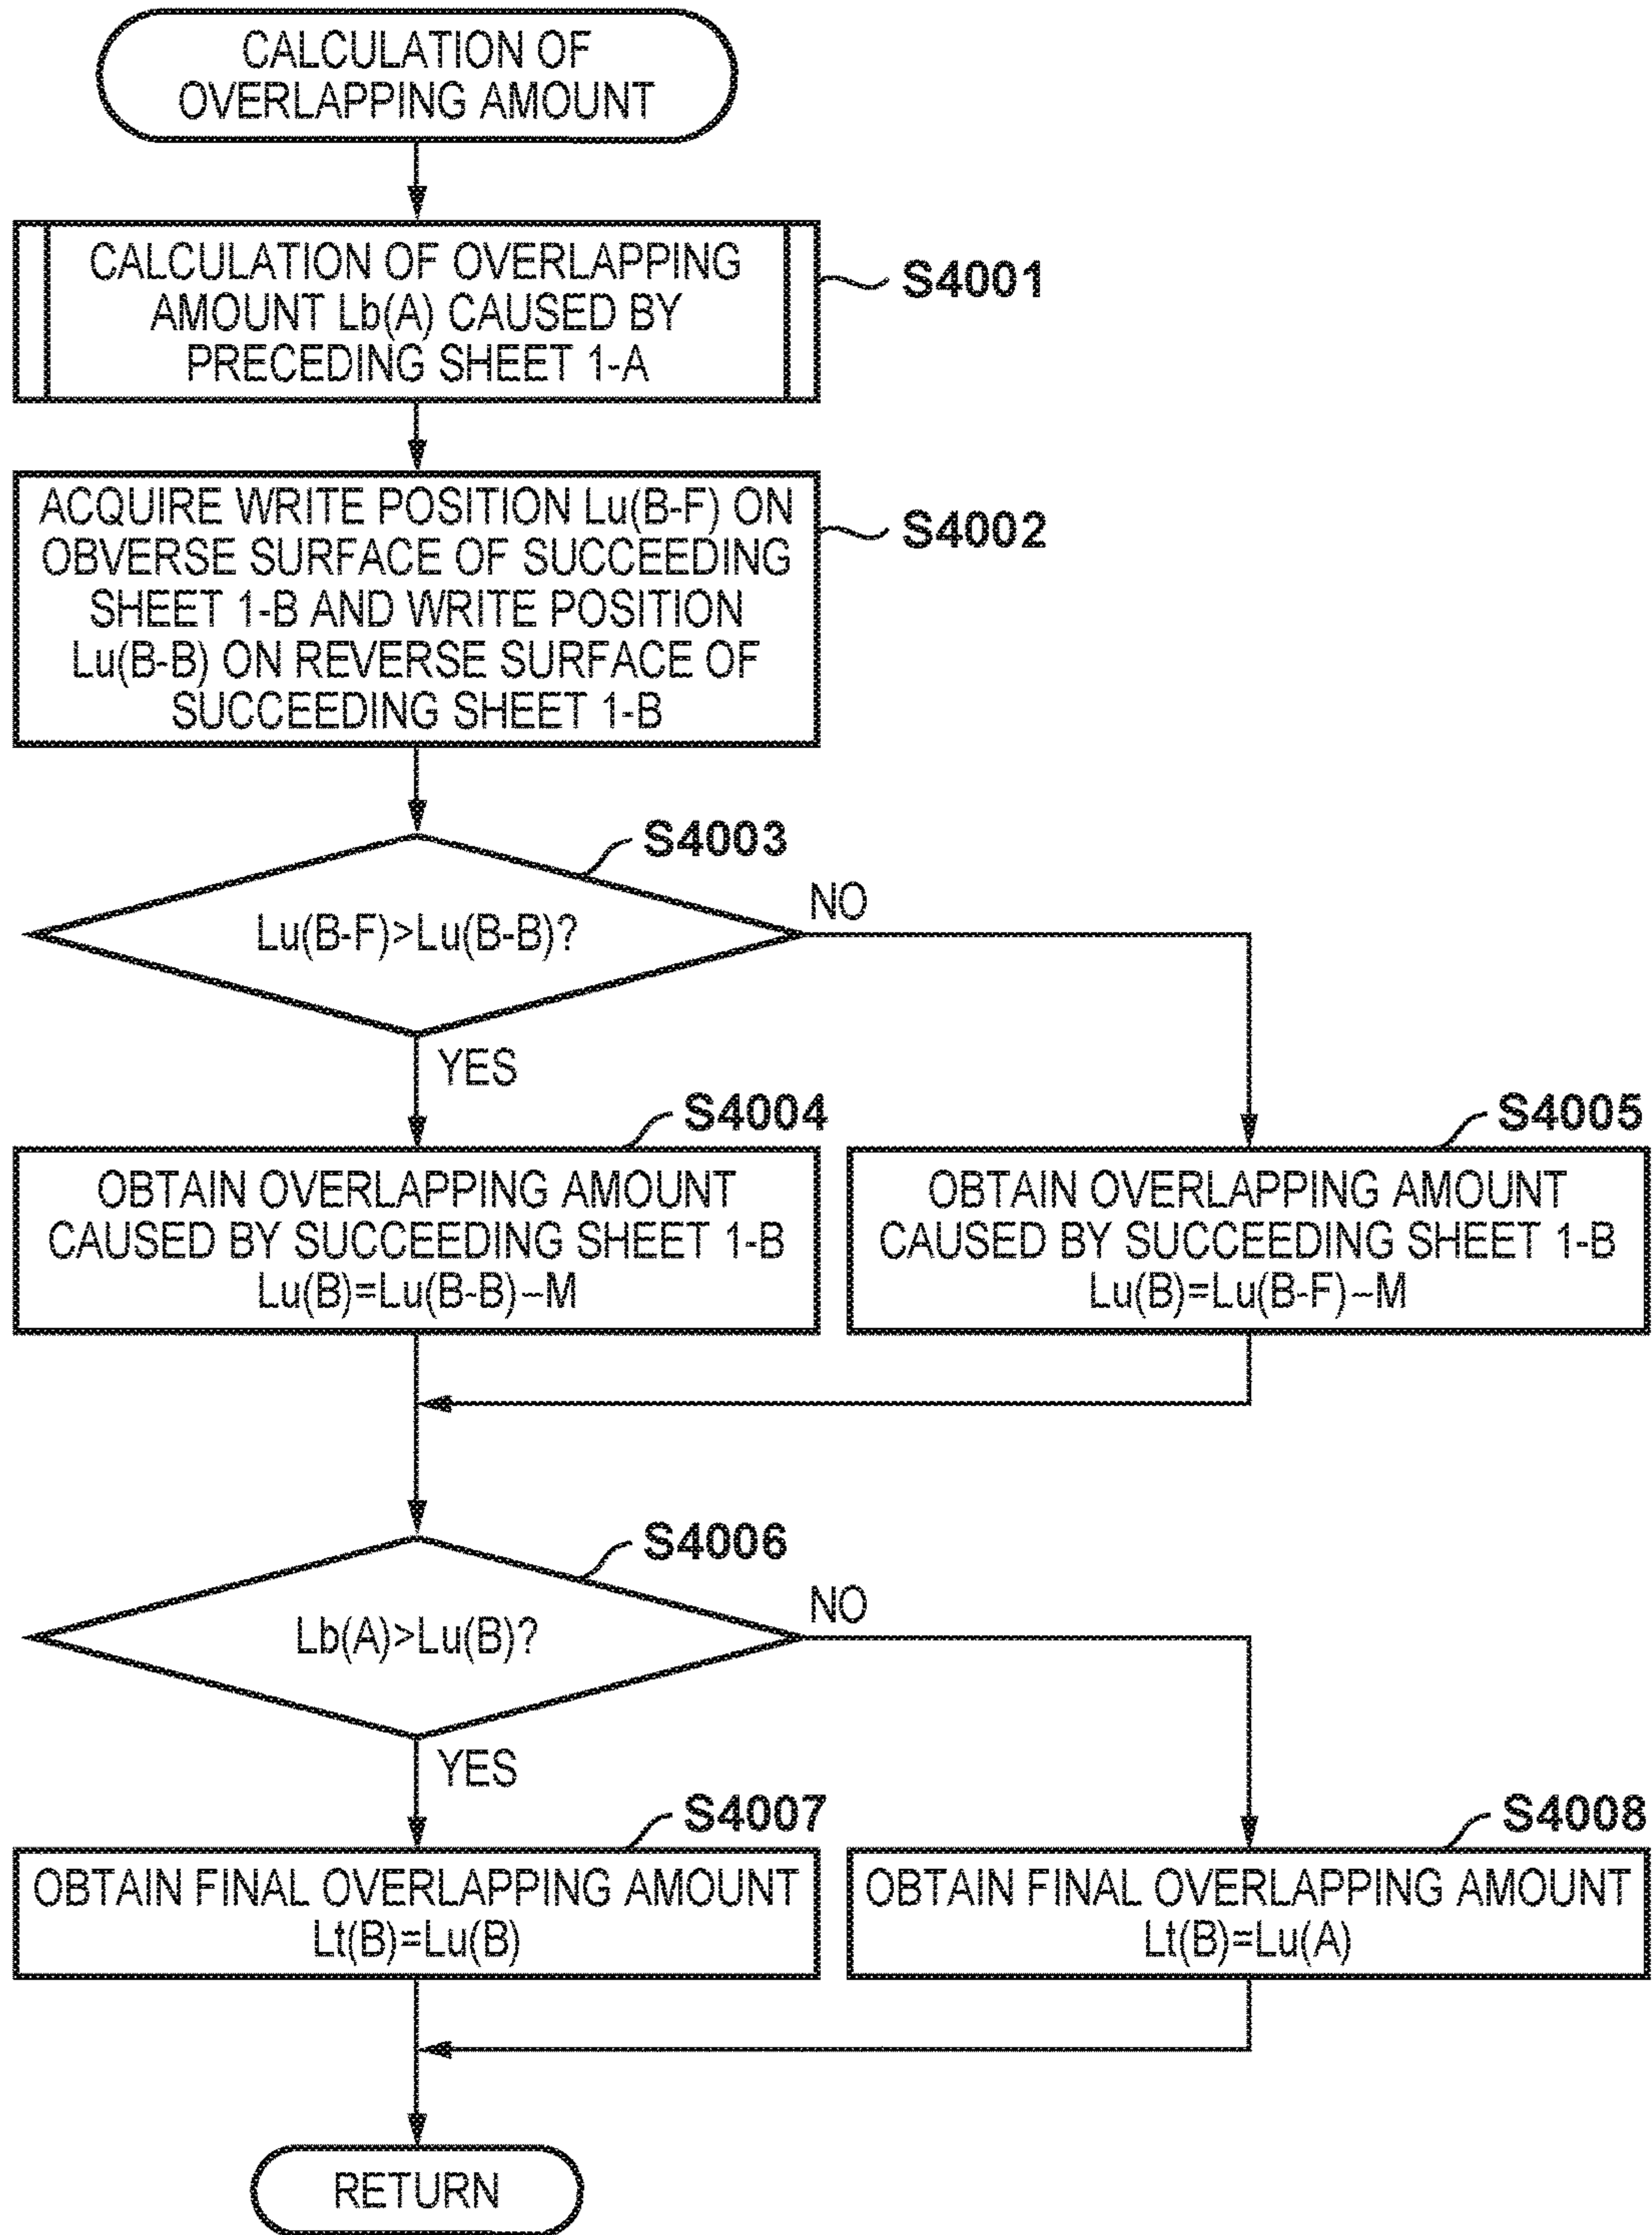 CALCULATION OF
OVERLAPPING AMOUNT
CALCULATION OF OVERLAPPING
AMOUNT Lb(A) CAUSED BY
PRECEDING SHEET 1-A
S4001
ACQUIRE WRITE POSITION Lu(B-F) ON
OBVERSE SURFACE OF SUCCEEDING
SHEET 1-B AND WRITE POSITION
Lu(B-B) ON REVERSE SURFACE OF
SUCCEEDING SHEET 1-B
S4002
S4003
Lu(B-F)>Lu(B-B)?
NO
YES
S4004
OBTAIN OVERLAPPING AMOUNT
CAUSED BY SUCCEEDING SHEET 1-B
Lu(B)=Lu(B-B)–M
S4005
OBTAIN OVERLAPPING AMOUNT
CAUSED BY SUCCEEDING SHEET 1-B
Lu(B)=Lu(B-F)–M
S4006
Lb(A)>Lu(B)?
NO
YES
S4007
OBTAIN FINAL OVERLAPPING AMOUNT
Lt(B)=Lu(B)
S4008
OBTAIN FINAL OVERLAPPING AMOUNT
Lt(B)=Lu(A)
RETURN